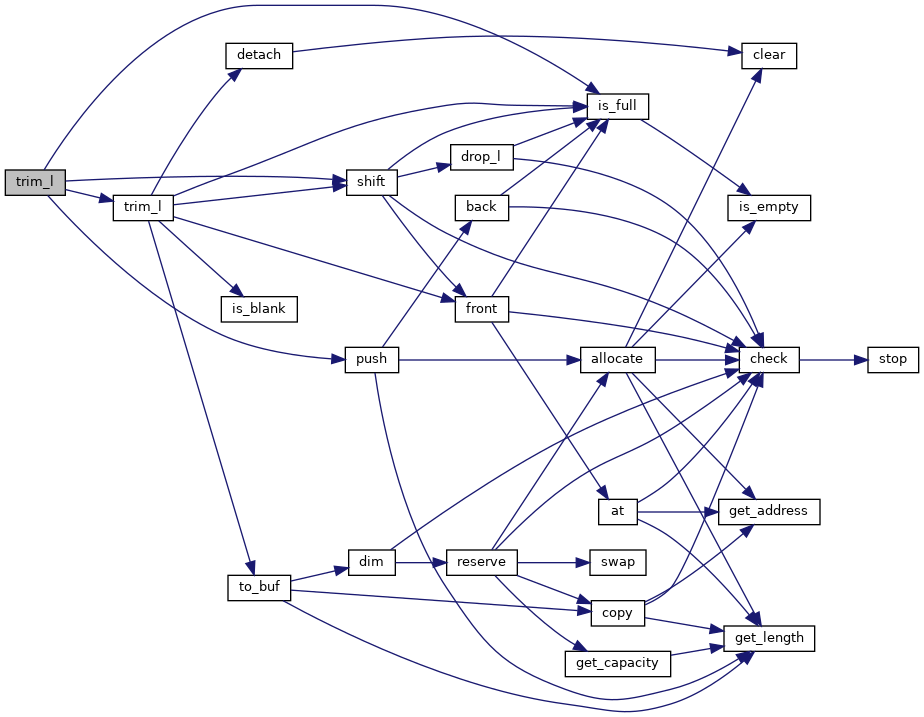 detach
clear
is_full
drop_l
trim_l
shift
trim_l
back
is_empty
is_blank
front
push
allocate
check
stop
at
get_address
dim
reserve
swap
to_buf
copy
get_length
get_capacity